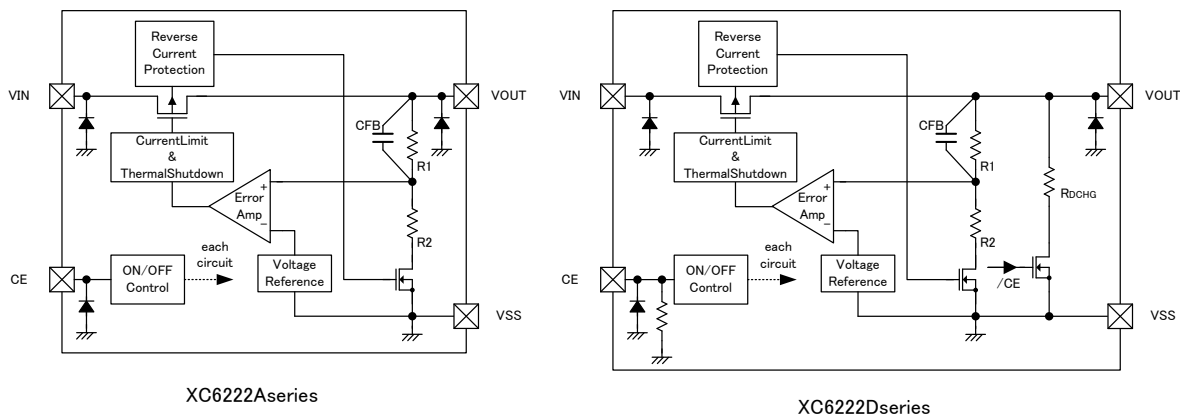 Reverse
Current
Protection
VIN
VOUT
CFB
CurrentLimit
&
ThermalShutdown
R1
+
Error
Amp
-
R2
each
circuit
CE
ON/OFF
Control
Voltage
Reference
VSS
XC6222Aseries
Reverse
Current
Protection
VIN
VOUT
CFB
CurrentLimit
&
ThermalShutdown
R1
RDCHG
+
Error
Amp
-
R2
each
circuit
CE
ON/OFF
Control
Voltage
Reference
/CE
VSS
XC6222Dseries